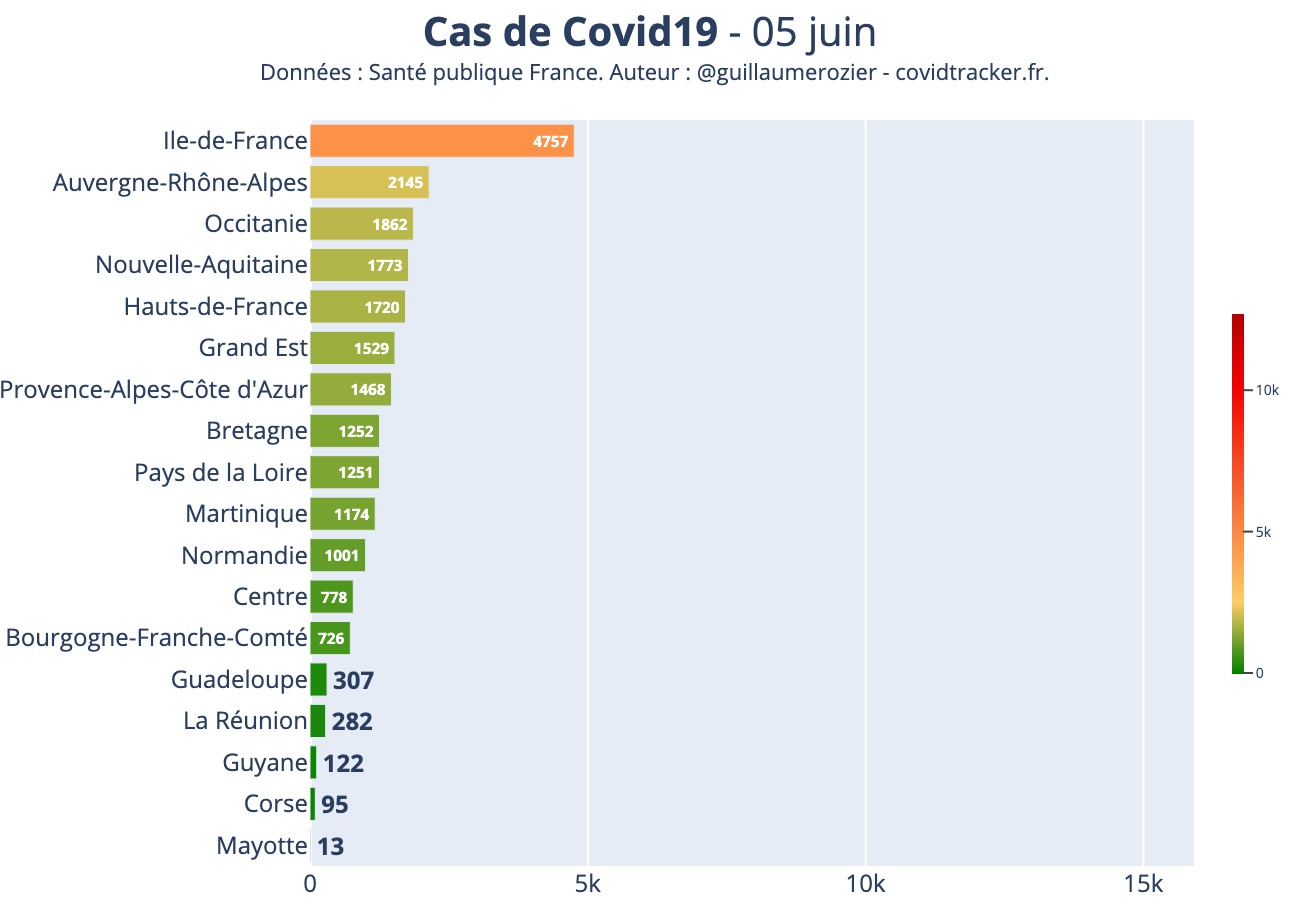 Cas de Covid19 - 05 juin
Données : Santé publique France. Auteur : @guillaumerozier - covidtracker.fr.
Ile-de-France 4757
Auvergne-Rhône-Alpes 2145
Occitanie 1862
Nouvelle-Aquitaine 1773
Hauts-de-France 1720
Grand Est 1529
Provence-Alpes-Côte d'Azur 1468
Bretagne 1252
Pays de la Loire 1251
Martinique 1174
Normandie 1001
Centre 778
Bourgogne-Franche-Comté 726
Guadeloupe 307
La Réunion 282
Guyane 122
Corse 95
Mayotte 13
0 5k 10k 15k
10k
5k
0